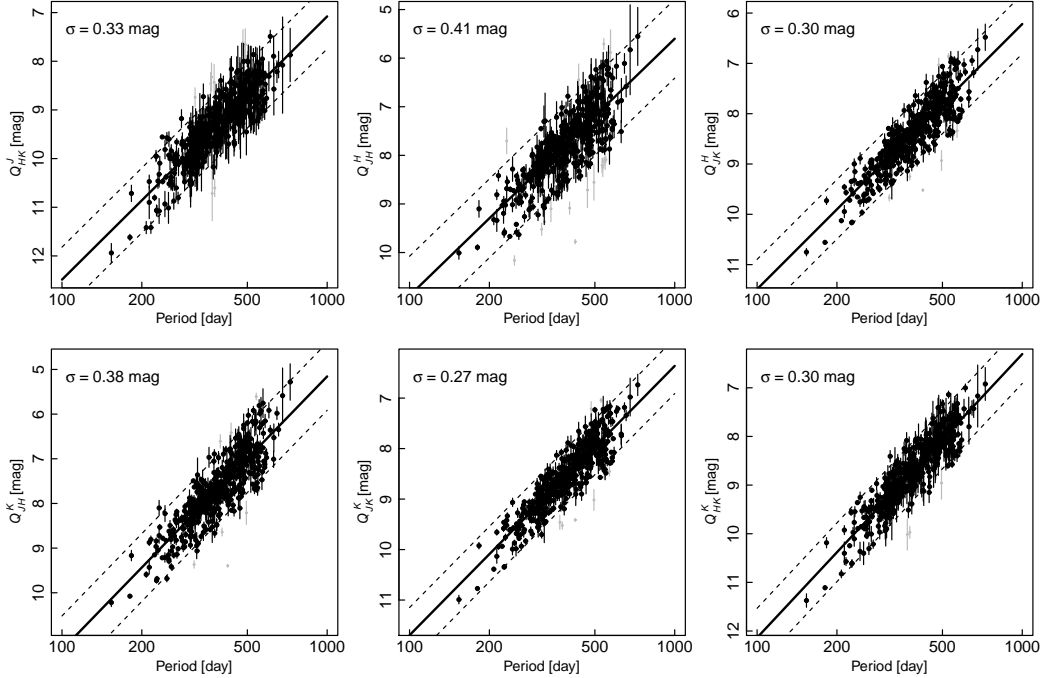 σ = 0.33 mag
Q^J_HK [mag]
7
8
9
10
11
12
100 200 500 1000
Period [day]
σ = 0.41 mag
Q^H_JH [mag]
5
6
7
8
9
10
100 200 500 1000
Period [day]
σ = 0.30 mag
Q^H_JK [mag]
6
7
8
9
10
11
100 200 500 1000
Period [day]
σ = 0.38 mag
Q^K_JH [mag]
5
6
7
8
9
10
100 200 500 1000
Period [day]
σ = 0.27 mag
Q^K_JK [mag]
7
8
9
10
11
100 200 500 1000
Period [day]
σ = 0.30 mag
Q^K_HK [mag]
7
8
9
10
11
12
100 200 500 1000
Period [day]